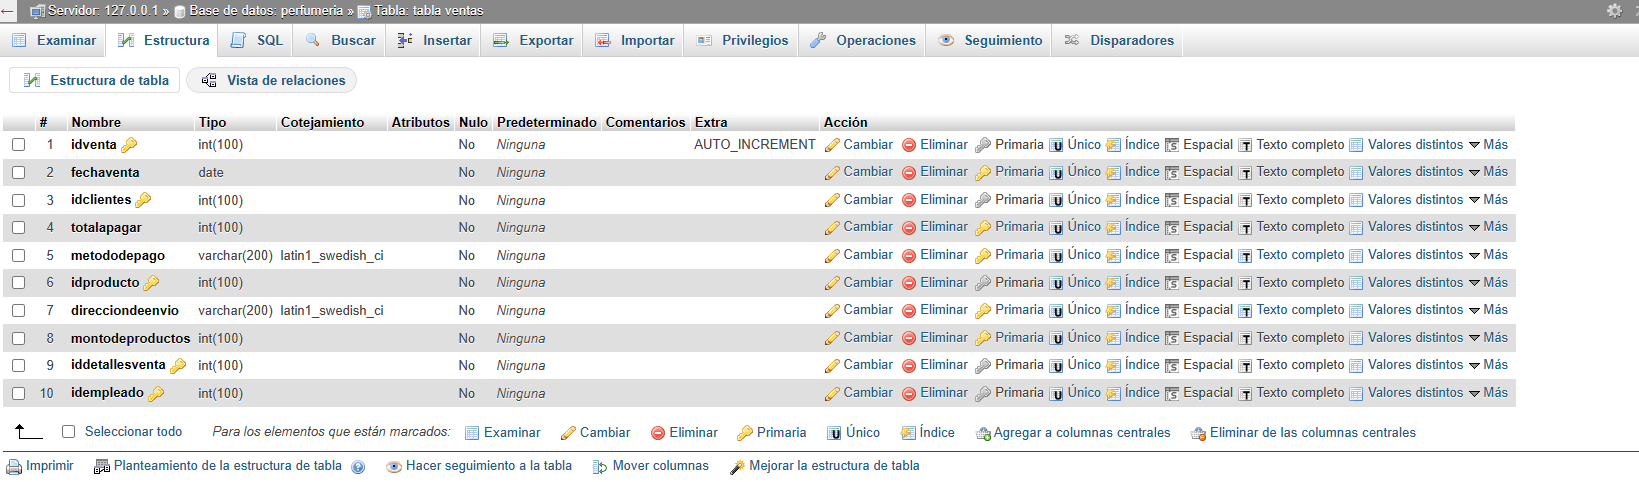 Servidor: 127.0.0.1 » Base de datos: perfumeria » Tabla: tabla ventas
Examinar Estructura SQL Buscar Insertar Exportar Importar Privilegios Operaciones Seguimiento Disparadores
Estructura de tabla Vista de relaciones
# Nombre Tipo Cotejamiento Atributos Nulo Predeterminado Comentarios Extra Acción
1 idventa int(100) No Ninguna AUTO_INCREMENT Cambiar Eliminar Primaria Único Índice Espacial Texto completo Valores distintos Más
2 fechaventa date No Ninguna Cambiar Eliminar Primaria Único Índice Espacial Texto completo Valores distintos Más
3 idclientes int(100) No Ninguna Cambiar Eliminar Primaria Único Índice Espacial Texto completo Valores distintos Más
4 totalapagar int(100) No Ninguna Cambiar Eliminar Primaria Único Índice Espacial Texto completo Valores distintos Más
5 metododepago varchar(200) latin1_swedish_ci No Ninguna Cambiar Eliminar Primaria Único Índice Espacial Texto completo Valores distintos Más
6 idproducto int(100) No Ninguna Cambiar Eliminar Primaria Único Índice Espacial Texto completo Valores distintos Más
7 direcciondeenvio varchar(200) latin1_swedish_ci No Ninguna Cambiar Eliminar Primaria Único Índice Espacial Texto completo Valores distintos Más
8 montodeproductos int(100) No Ninguna Cambiar Eliminar Primaria Único Índice Espacial Texto completo Valores distintos Más
9 iddetallesventa int(100) No Ninguna Cambiar Eliminar Primaria Único Índice Espacial Texto completo Valores distintos Más
10 idempleado int(100) No Ninguna Cambiar Eliminar Primaria Único Índice Espacial Texto completo Valores distintos Más
Seleccionar todo Para los elementos que están marcados: Examinar Cambiar Eliminar Primaria Único Índice Agregar a columnas centrales Eliminar de las columnas centrales
Imprimir Planteamiento de la estructura de tabla Hacer seguimiento a la tabla Mover columnas Mejorar la estructura de tabla